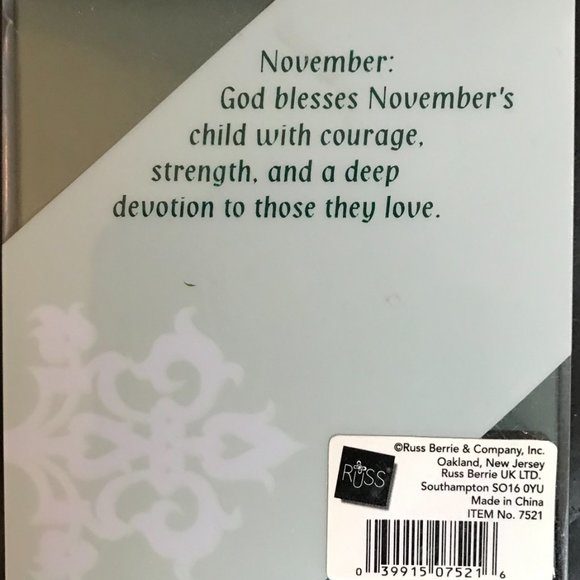 November:
God blesses November's
child with courage,
strength, and a deep
devotion to those they love.
©Russ Berrie & Company, Inc.
Oakland, New Jersey
Russ Berrie UK LTD.
Southampton SO16 0YU
Made in China
ITEM No. 7521
RUSS
0 39915 07521 6